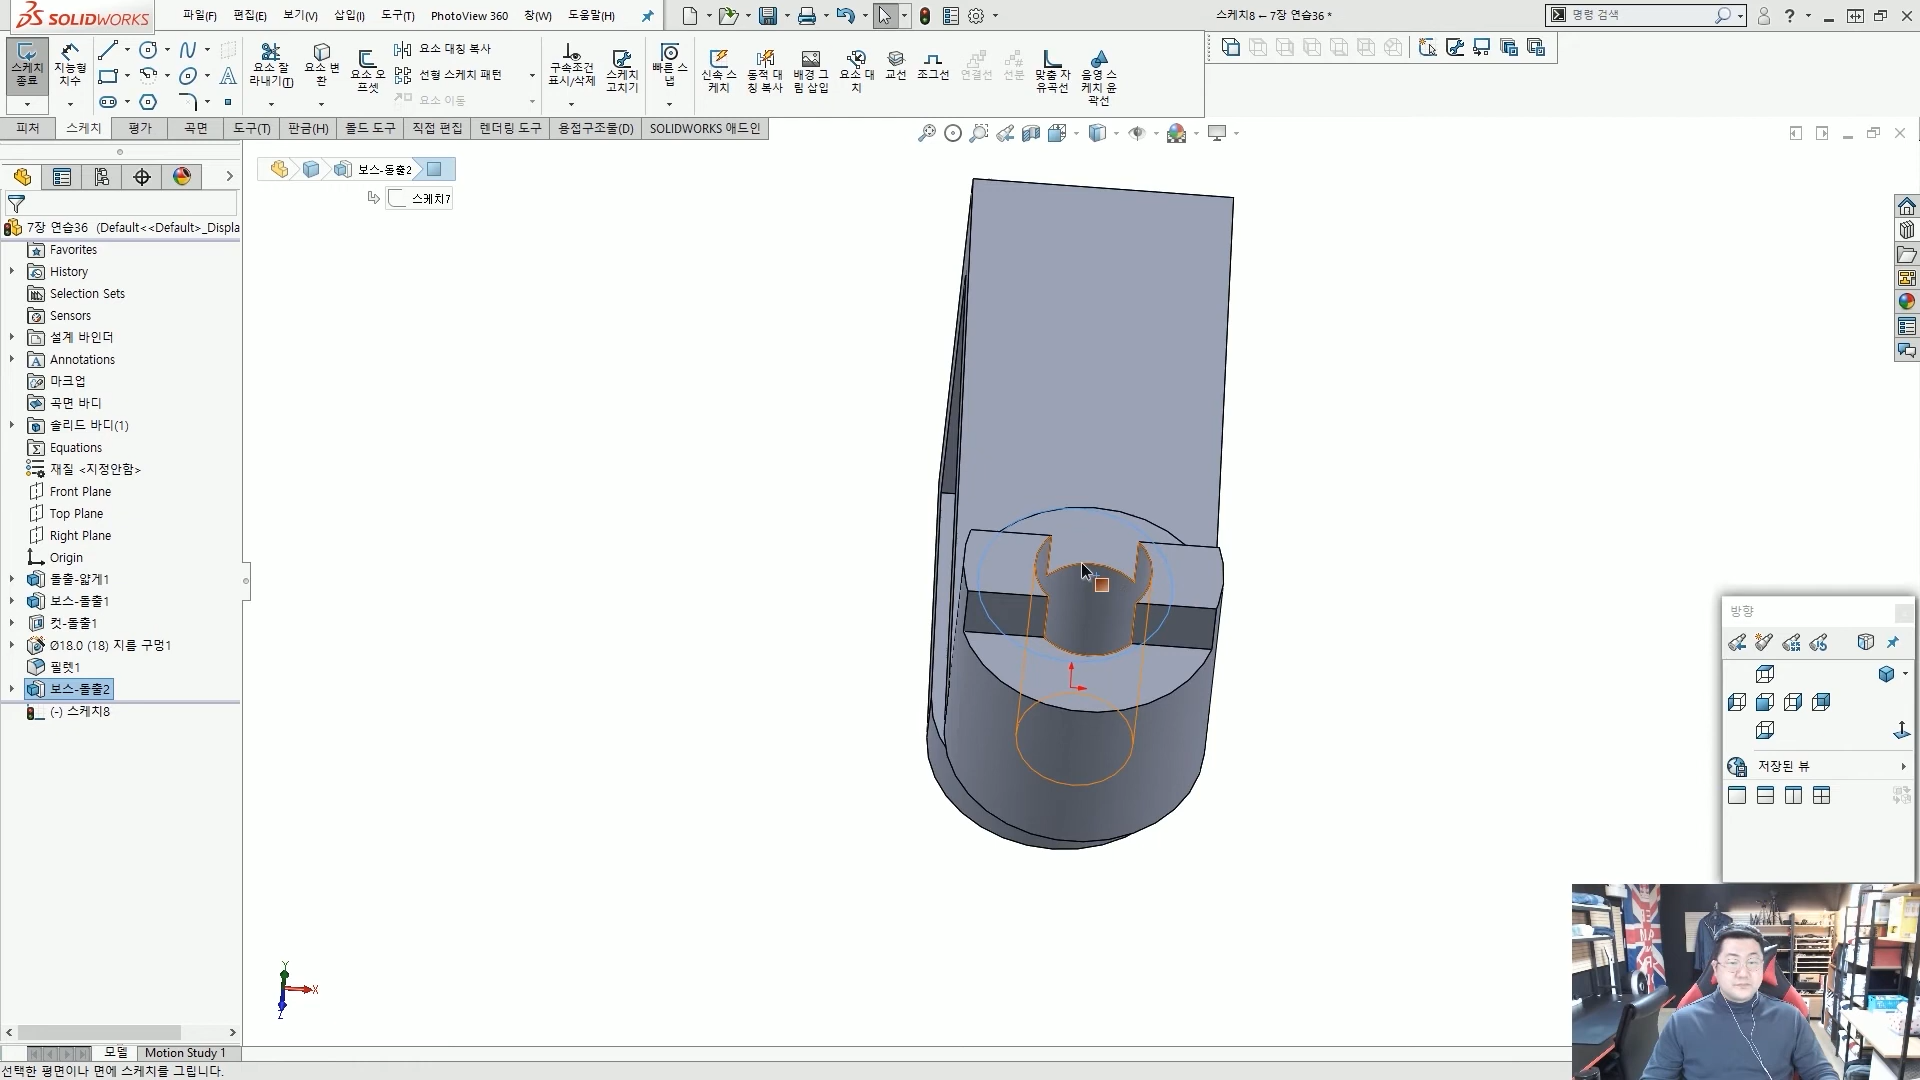 SOLIDWORKS
파일(F)
편집(E)
보기(V)
삽입(I)
도구(T)
PhotoView 360
창(W)
도움말(H)
스케치8 ← 7장 연습36 *
명령 검색
스케치
종료
지능형
치수
요소 잘
라내기(T)
요소 변
환
요소 오
프셋
요소 대칭 복사
선형 스케치 패턴
요소 이동
구속조건
표시/삭제
스케치
고치기
빠른 스
냅
신속 스
케치
동적 대
칭 복사
배경 그
림 삽입
요소 대
치
교선
조그선
연결선
선분
맞춤 자
유곡선
음영 스
케치 윤
곽선
피처
스케치
평가
곡면
도구(T)
판금(H)
몰드 도구
직접 편집
렌더링 도구
용접구조물(D)
SOLIDWORKS 애드인
보스-돌출2
스케치7
7장 연습36 (Default<<Default>_Displa
Favorites
History
Selection Sets
Sensors
설계 바인더
Annotations
마크업
곡면 바디
솔리드 바디(1)
Equations
재질 <지정안함>
Front Plane
Top Plane
Right Plane
Origin
돌출-얇게1
보스-돌출1
컷-돌출1
Ø18.0 (18) 지름 구멍1
필렛1
보스-돌출2
(-) 스케치8
방향
저장된 뷰
Y
X
Z
모델
Motion Study 1
선택한 평면이나 면에 스케치를 그립니다.